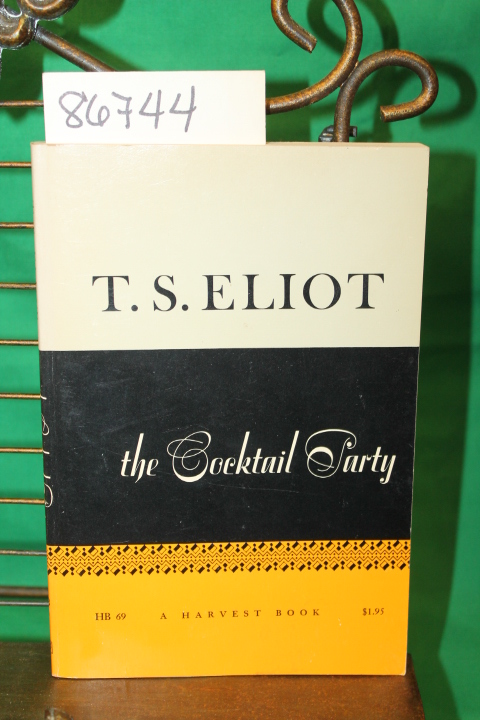 86744
T. S. ELIOT
the Cocktail Party
HB 69 A HARVEST BOOK $1.95